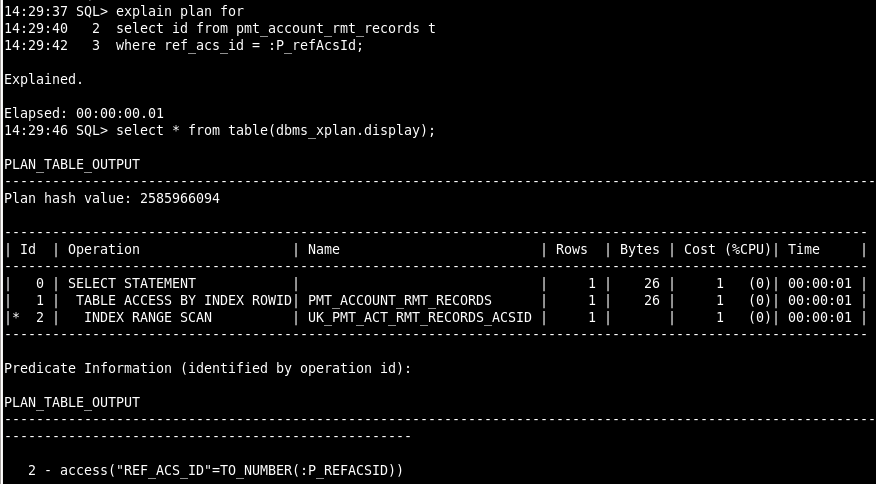 14:29:37 SQL> explain plan for
14:29:40   2  select id from pmt_account_rmt_records t
14:29:42   3  where ref_acs_id = :P_refAcsId;
Explained.
Elapsed: 00:00:00.01
14:29:46 SQL> select * from table(dbms_xplan.display);
PLAN_TABLE_OUTPUT
--------------------------------------------------------------------------------------------------------------
Plan hash value: 2585966094
------------------------------------------------------------------------------------------------------------
| Id  | Operation                   | Name                         | Rows  | Bytes | Cost (%CPU)| Time     |
------------------------------------------------------------------------------------------------------------
|   0 | SELECT STATEMENT            |                              |     1 |    26 |     1   (0)| 00:00:01 |
|   1 |  TABLE ACCESS BY INDEX ROWID| PMT_ACCOUNT_RMT_RECORDS      |     1 |    26 |     1   (0)| 00:00:01 |
|*  2 |   INDEX RANGE SCAN          | UK_PMT_ACT_RMT_RECORDS_ACSID |     1 |       |     1   (0)| 00:00:01 |
------------------------------------------------------------------------------------------------------------
Predicate Information (identified by operation id):
PLAN_TABLE_OUTPUT
--------------------------------------------------------------------------------------------------------------
---------------------------------------------------
   2 - access("REF_ACS_ID"=TO_NUMBER(:P_REFACSID))